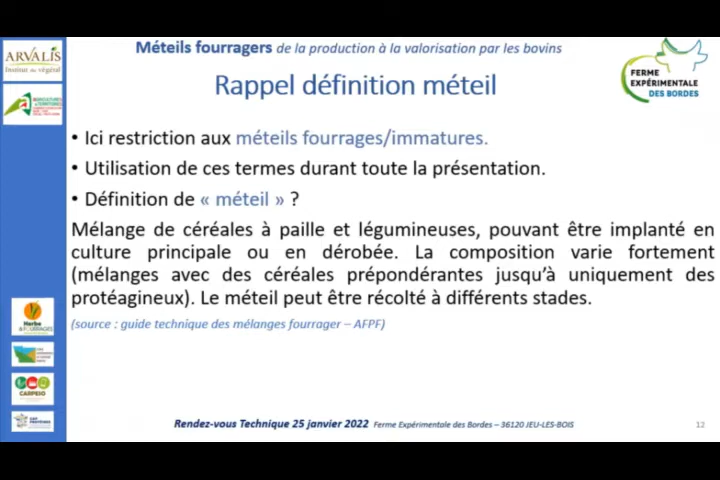 ARVALIS
Institut du végétal
Méteils fourragers de la production à la valorisation par les bovins
FERME
EXPÉRIMENTALE
DES BORDES
Rappel définition méteil
AGRICULTURES
& TERRITOIRES
• Ici restriction aux méteils fourrages/immatures.
• Utilisation de ces termes durant toute la présentation.
• Définition de « méteil » ?
Mélange de céréales à paille et légumineuses, pouvant être implanté en
culture principale ou en dérobée. La composition varie fortement
(mélanges avec des céréales prépondérantes jusqu'à uniquement des
protéagineux). Le méteil peut être récolté à différents stades.
(source : guide technique des mélanges fourrager – AFPF)
Herbe
& FOURRAGES
CARPESO
Rendez-vous Technique 25 janvier 2022 Ferme Expérimentale des Bordes – 36120 JEU-LES-BOIS
12